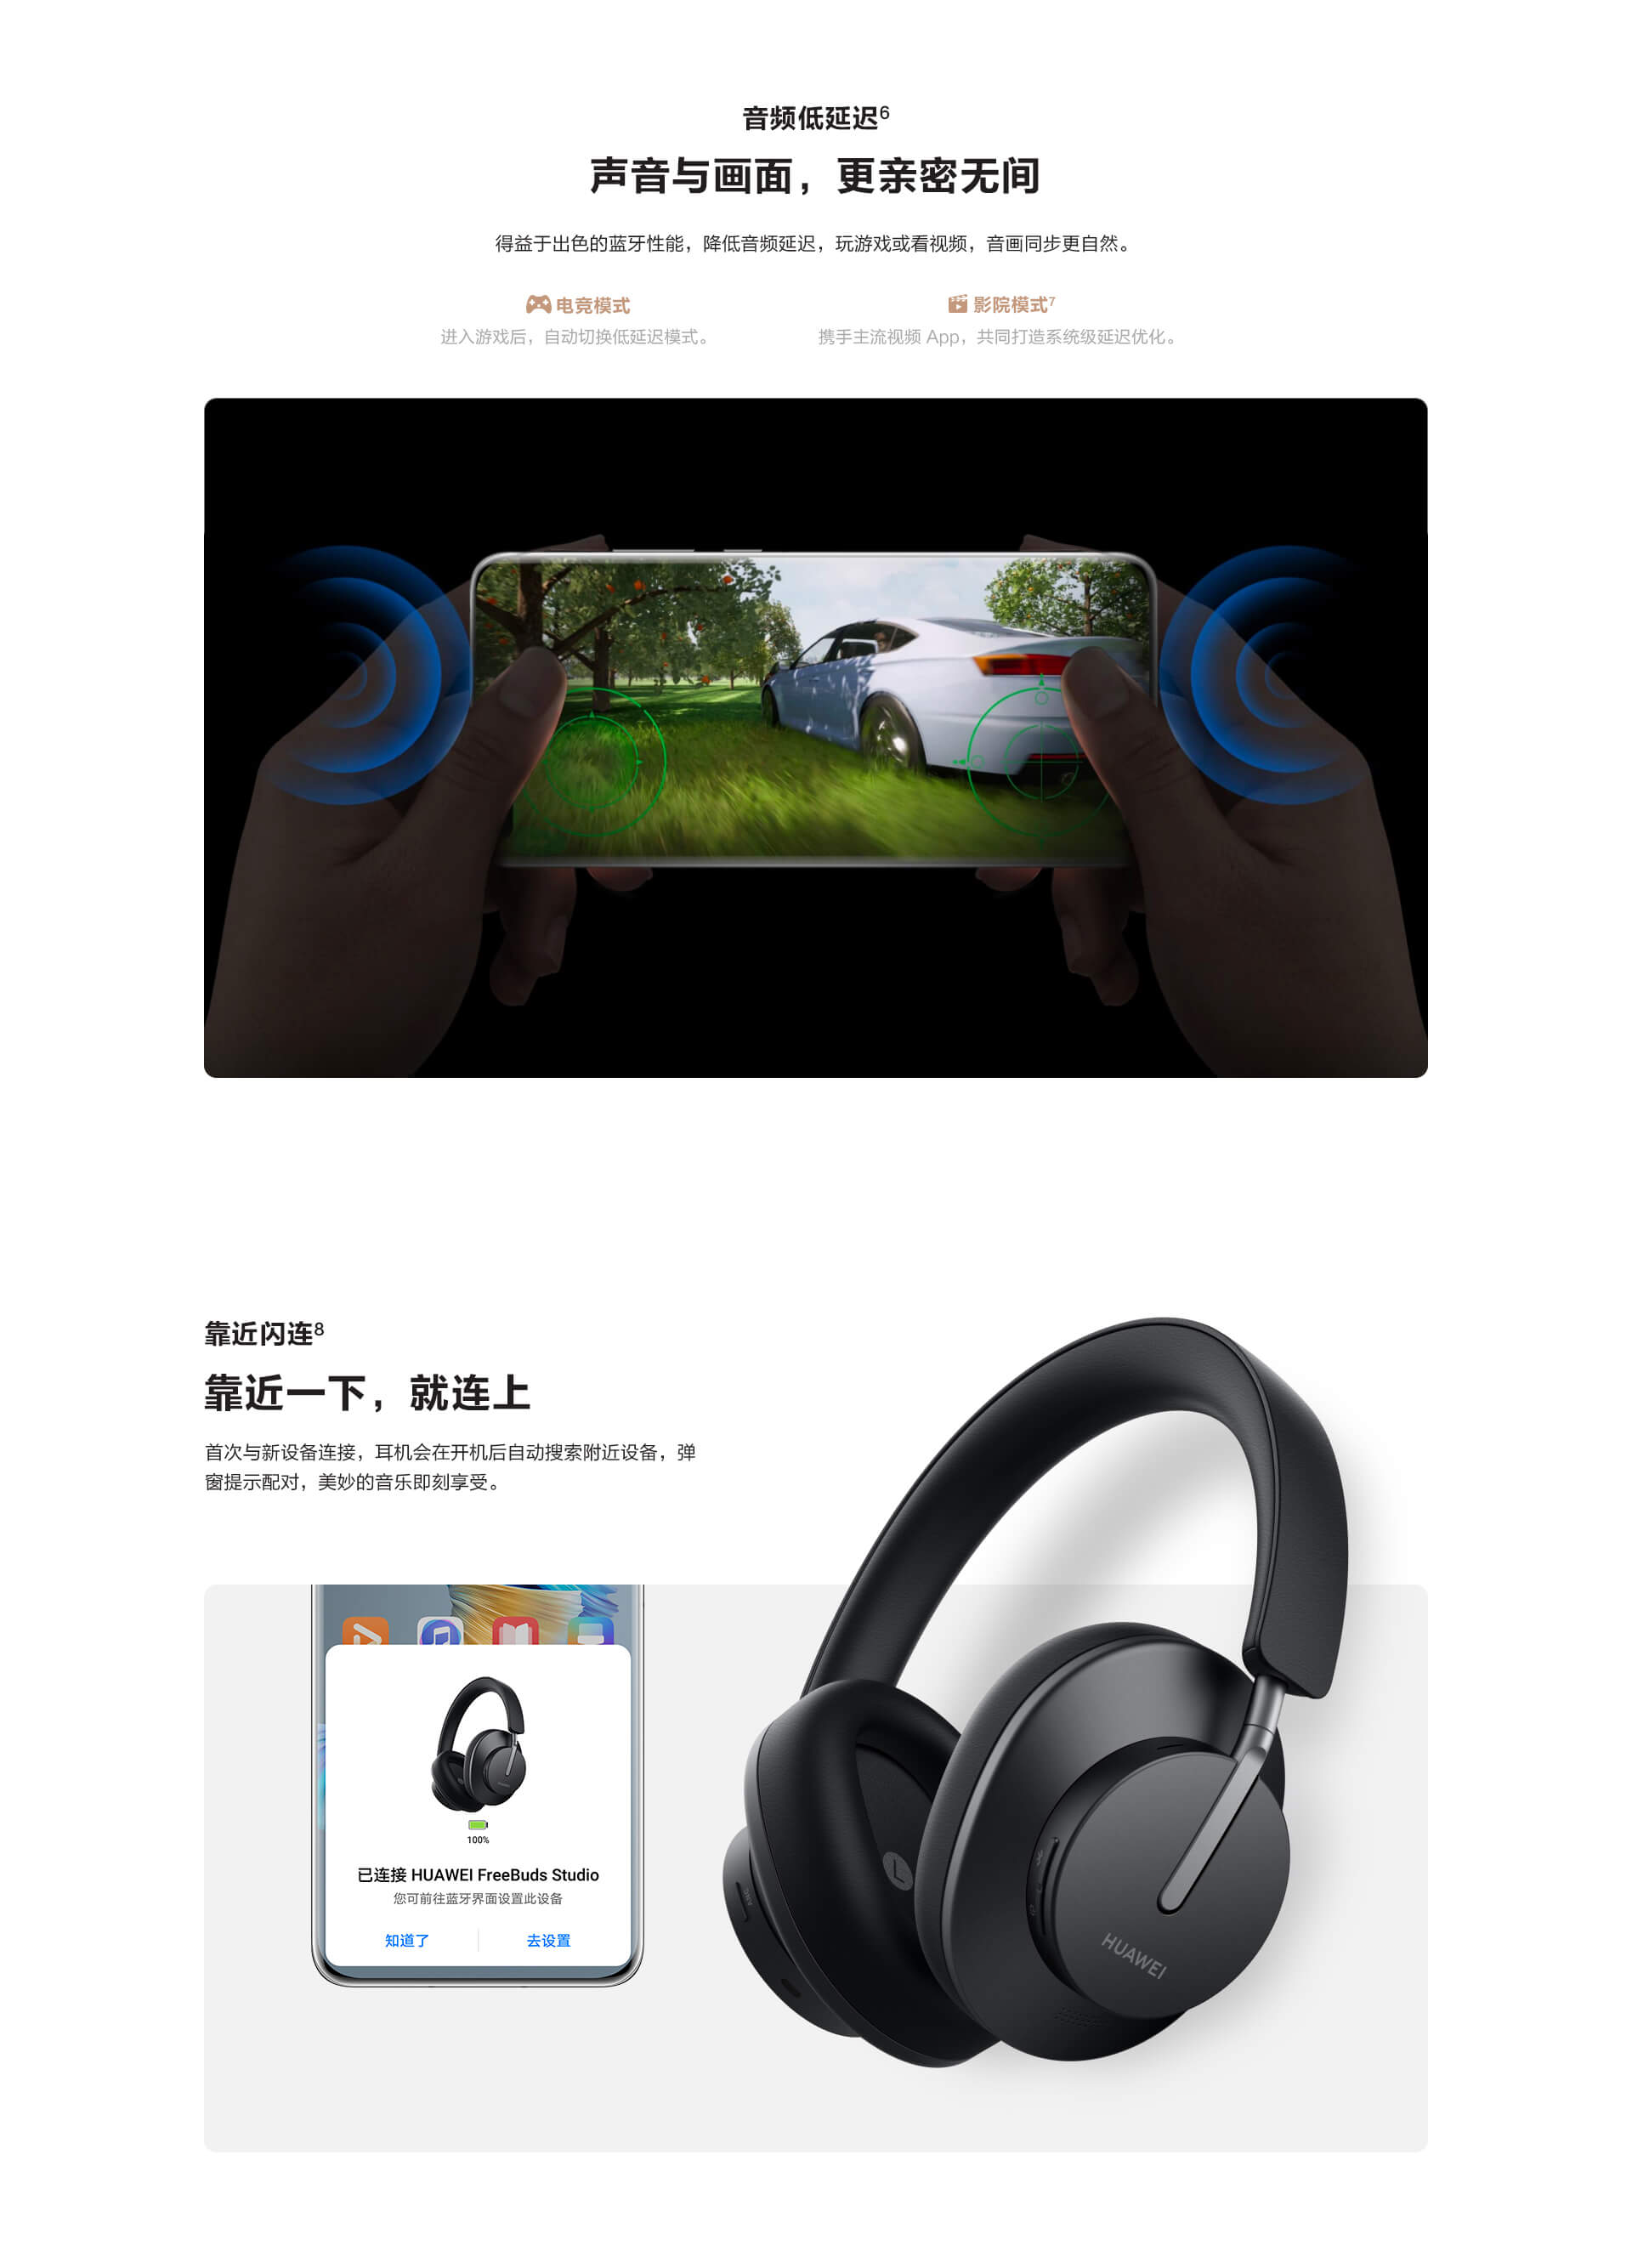 音频低延迟⁶
声音与画面，更亲密无间
得益于出色的蓝牙性能，降低音频延迟，玩游戏或看视频，音画同步更自然。
电竞模式
进入游戏后，自动切换低延迟模式。
影院模式⁷
携手主流视频 App，共同打造系统级延迟优化。
靠近闪连⁸
靠近一下，就连上
首次与新设备连接，耳机会在开机后自动搜索附近设备，弹
窗提示配对，美妙的音乐即刻享受。
100%
已连接 HUAWEI FreeBuds Studio
您可前往蓝牙界面设置此设备
知道了
去设置
L
HUAWEI